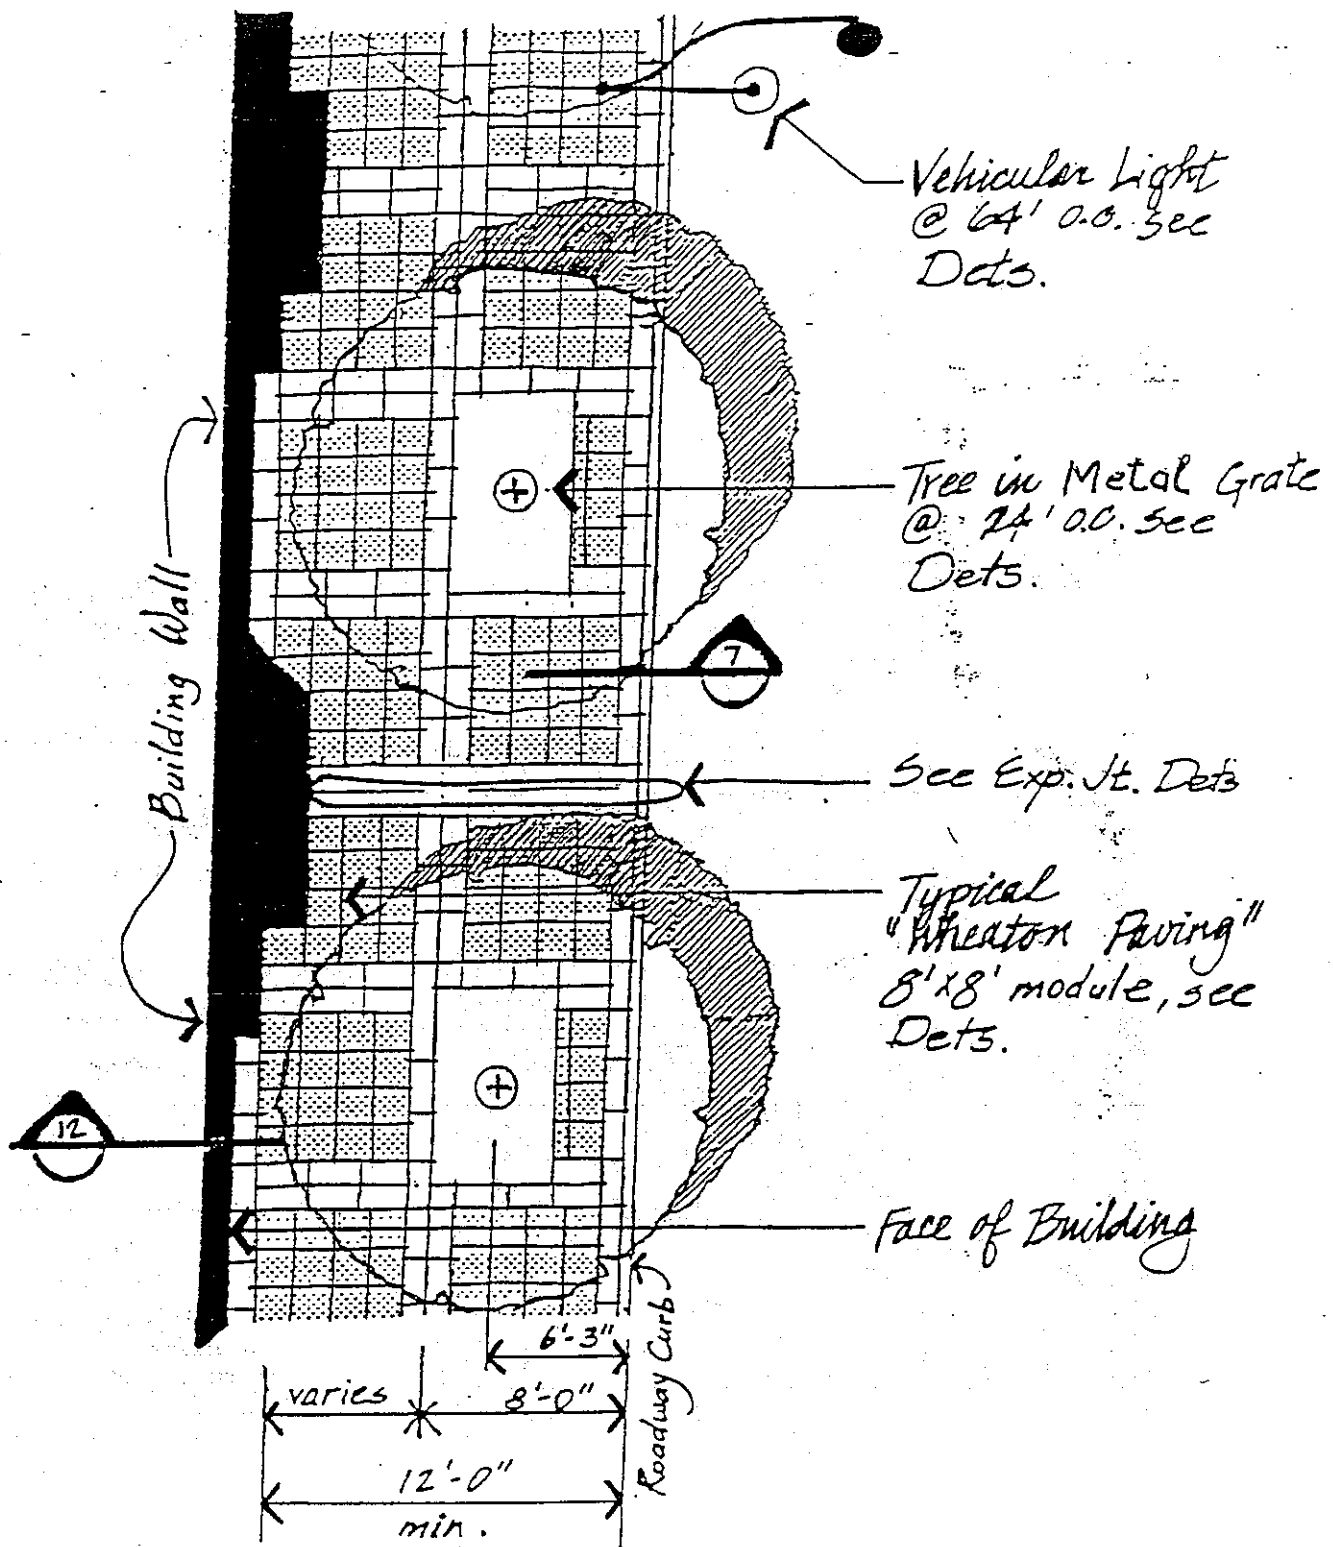 Vehicular Light
@ 64' O.C. see
Dets.
Tree in Metal Grate
@ 24' O.C. see
Dets.
Building Wall
7
See Exp. Jt. Dets
Typical
"Wheaton Paving"
8'x8' module, see
Dets.
12
Face of Building
Roadway Curb
6'-3"
varies
8'-0"
12'-0"
min.